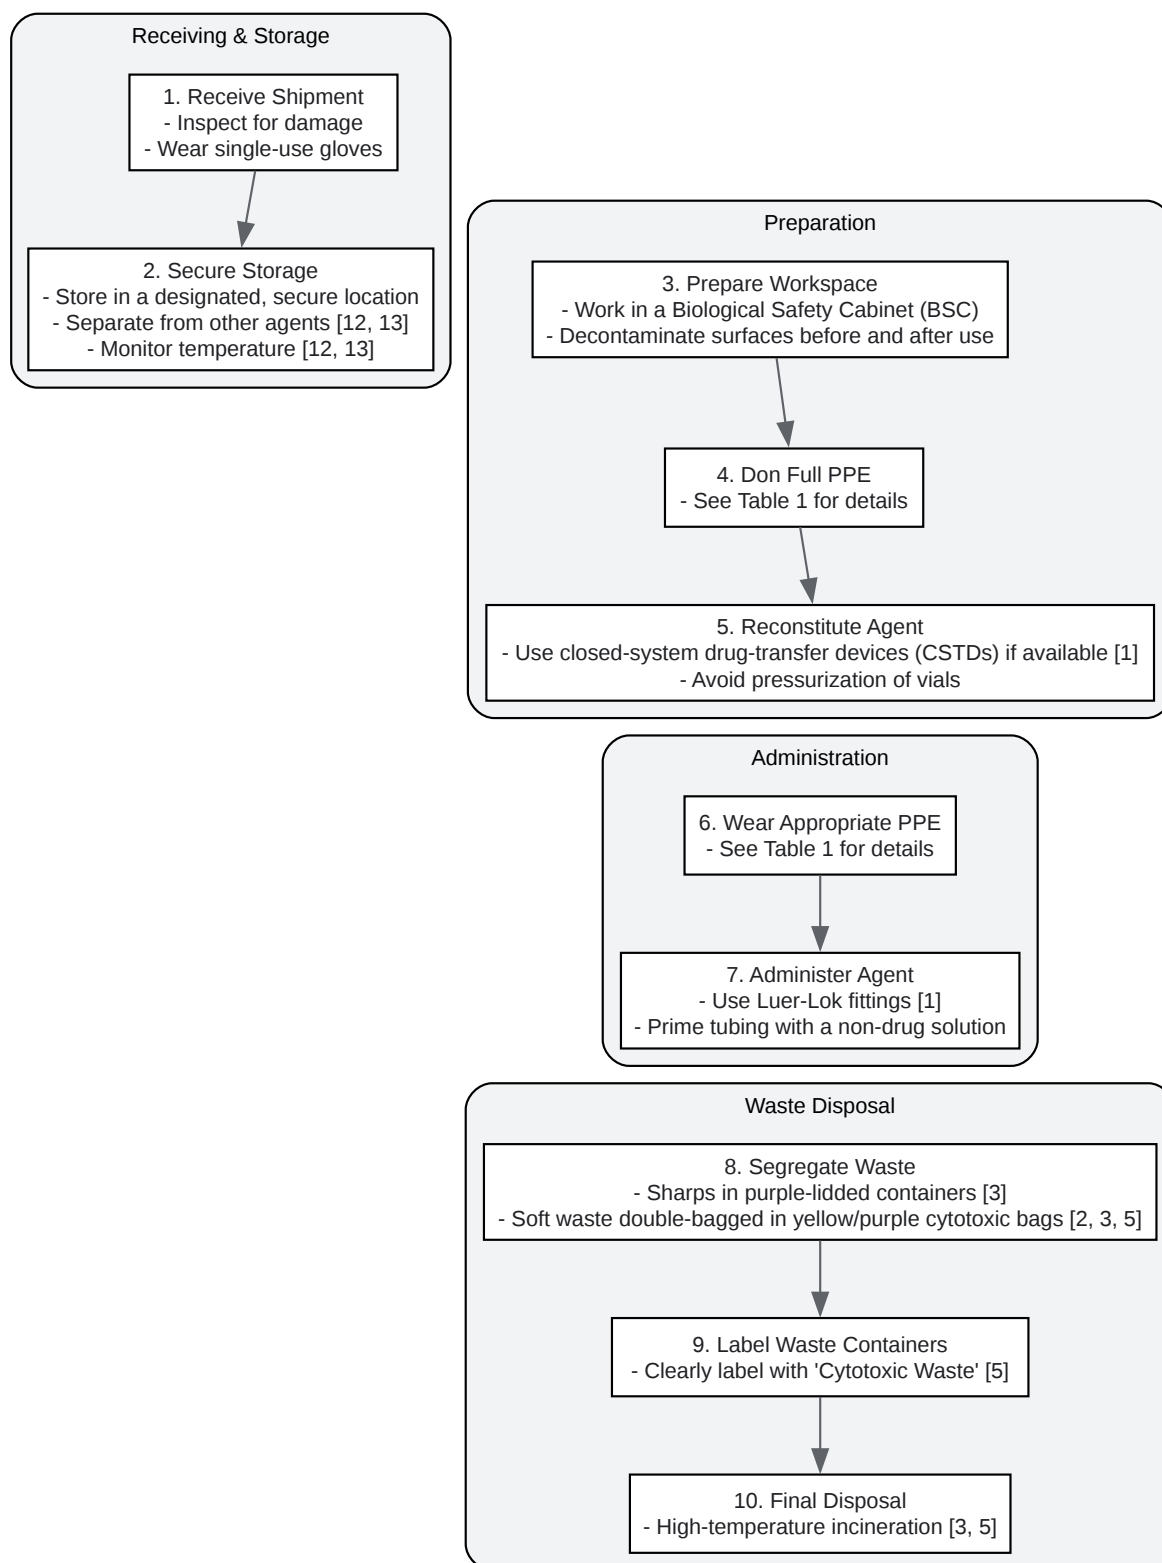 Receiving & Storage
1. Receive Shipment
- Inspect for damage
- Wear single-use gloves
2. Secure Storage
- Store in a designated, secure location
- Separate from other agents [12, 13]
- Monitor temperature [12, 13]
Preparation
3. Prepare Workspace
- Work in a Biological Safety Cabinet (BSC)
- Decontaminate surfaces before and after use
4. Don Full PPE
- See Table 1 for details
5. Reconstitute Agent
- Use closed-system drug-transfer devices (CSTDs) if available [1]
- Avoid pressurization of vials
Administration
6. Wear Appropriate PPE
- See Table 1 for details
7. Administer Agent
- Use Luer-Lok fittings [1]
- Prime tubing with a non-drug solution
Waste Disposal
8. Segregate Waste
- Sharps in purple-lidded containers [3]
- Soft waste double-bagged in yellow/purple cytotoxic bags [2, 3, 5]
9. Label Waste Containers
- Clearly label with 'Cytotoxic Waste' [5]
10. Final Disposal
- High-temperature incineration [3, 5]